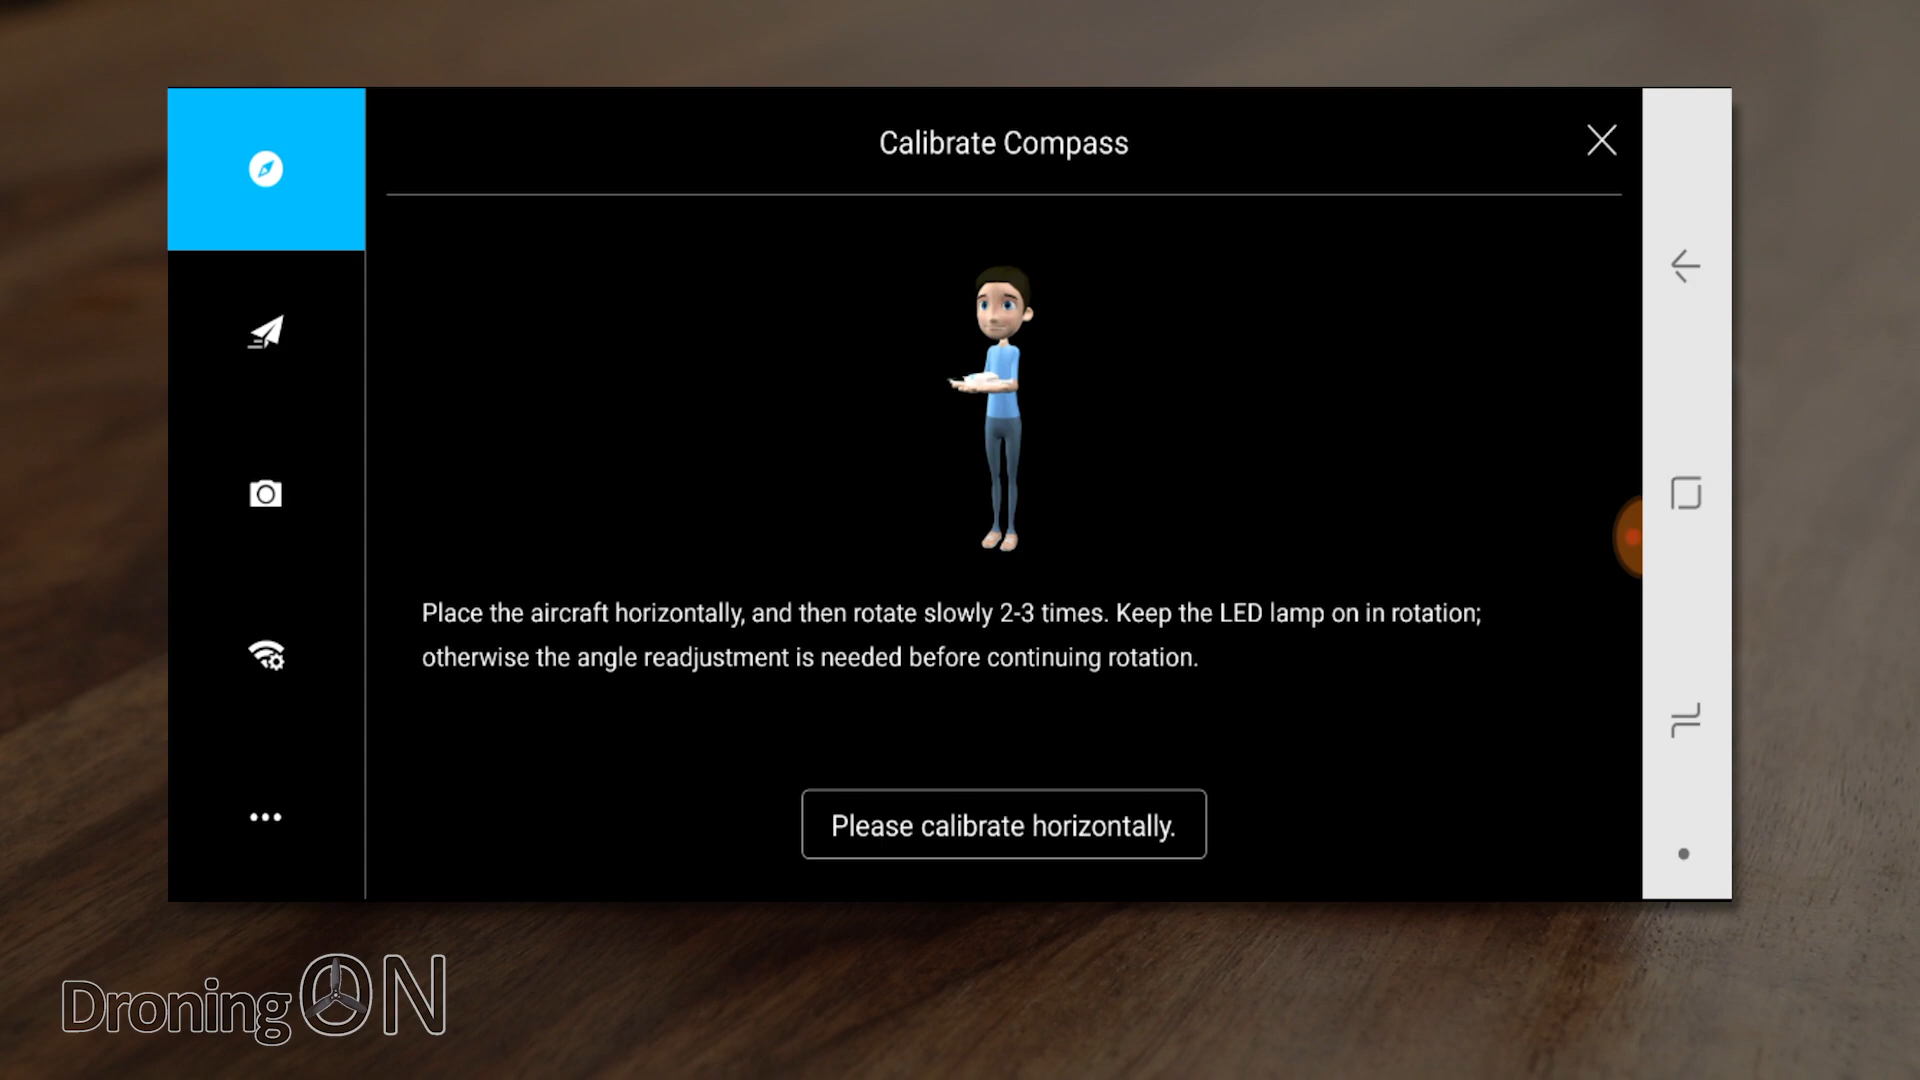 Calibrate Compass
Place the aircraft horizontally, and then rotate slowly 2-3 times. Keep the LED lamp on in rotation;
otherwise the angle readjustment is needed before continuing rotation.
Please calibrate horizontally.
DroningON